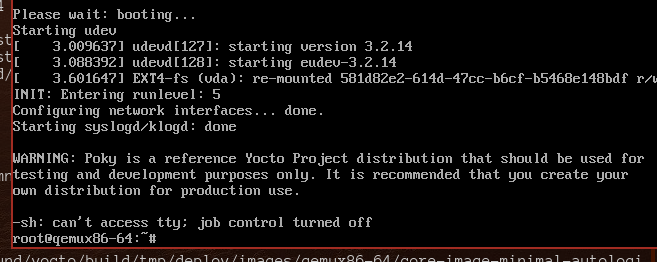 Please wait: booting...
Starting udev
[    3.009637] udevd[127]: starting version 3.2.14
[    3.088392] udevd[128]: starting eudev-3.2.14
[    3.601647] EXT4-fs (vda): re-mounted 581d82e2-614d-47cc-b6cf-b5468e148bdf r/w
INIT: Entering runlevel: 5
Configuring network interfaces... done.
Starting syslogd/klogd: done
WARNING: Poky is a reference Yocto Project distribution that should be used for
testing and development purposes only. It is recommended that you create your
own distribution for production use.
-sh: can't access tty; job control turned off
root@qemux86-64:~#
und/yocto/build/tmp/deploy/images/qemux86-64/core-image-minimal-autologi